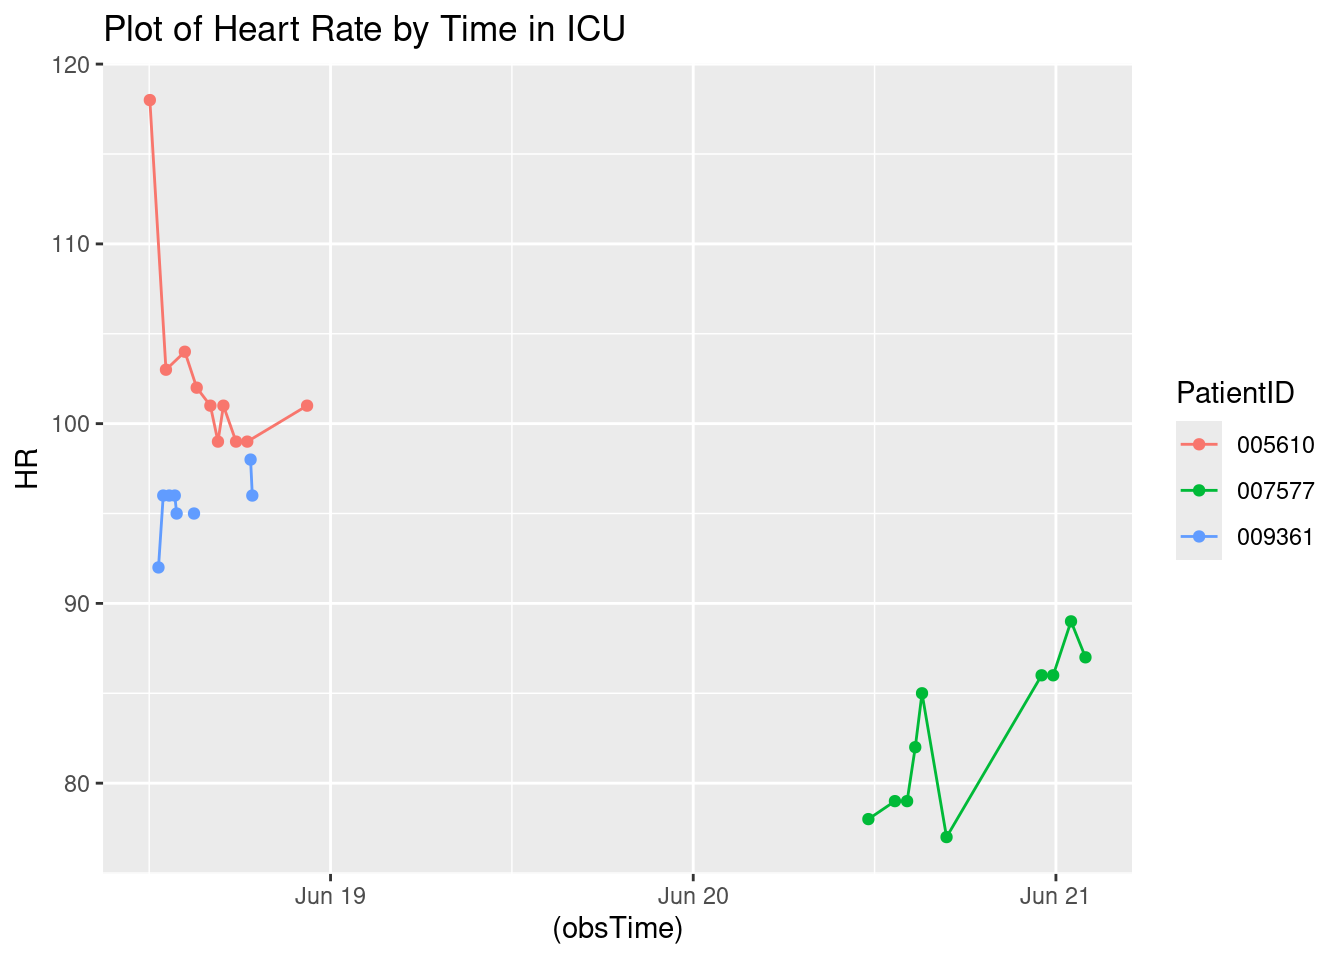 Plot of Heart Rate by Time in ICU
120
110
100
90
80
HR
Jun 19
Jun 20
Jun 21
(obsTime)
PatientID
005610
007577
009361